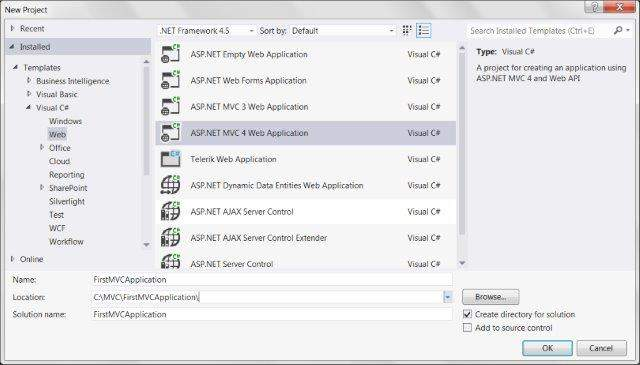 New Project
Recent
.NET Framework 4.5 Sort by: Default Search Installed Templates (Ctrl+E)
Installed
Templates
Business Intelligence
Visual Basic
Visual C#
Windows
Web
Office
Cloud
Reporting
SharePoint
Silverlight
Test
WCF
Workflow
Online
ASP.NET Empty Web Application Visual C#
ASP.NET Web Forms Application Visual C#
ASP.NET MVC 3 Web Application Visual C#
ASP.NET MVC 4 Web Application Visual C#
Telerik Web Application Visual C#
ASP.NET Dynamic Data Entities Web Application Visual C#
ASP.NET AJAX Server Control Visual C#
ASP.NET AJAX Server Control Extender Visual C#
ASP.NET Server Control Visual C#
Type: Visual C#
A project for creating an application using
ASP.NET MVC 4 and Web API
Name: FirstMVCApplication
Location: C:\MVC\FirstMVCApplication\ Browse...
Solution name: FirstMVCApplication
Create directory for solution
Add to source control
OK Cancel